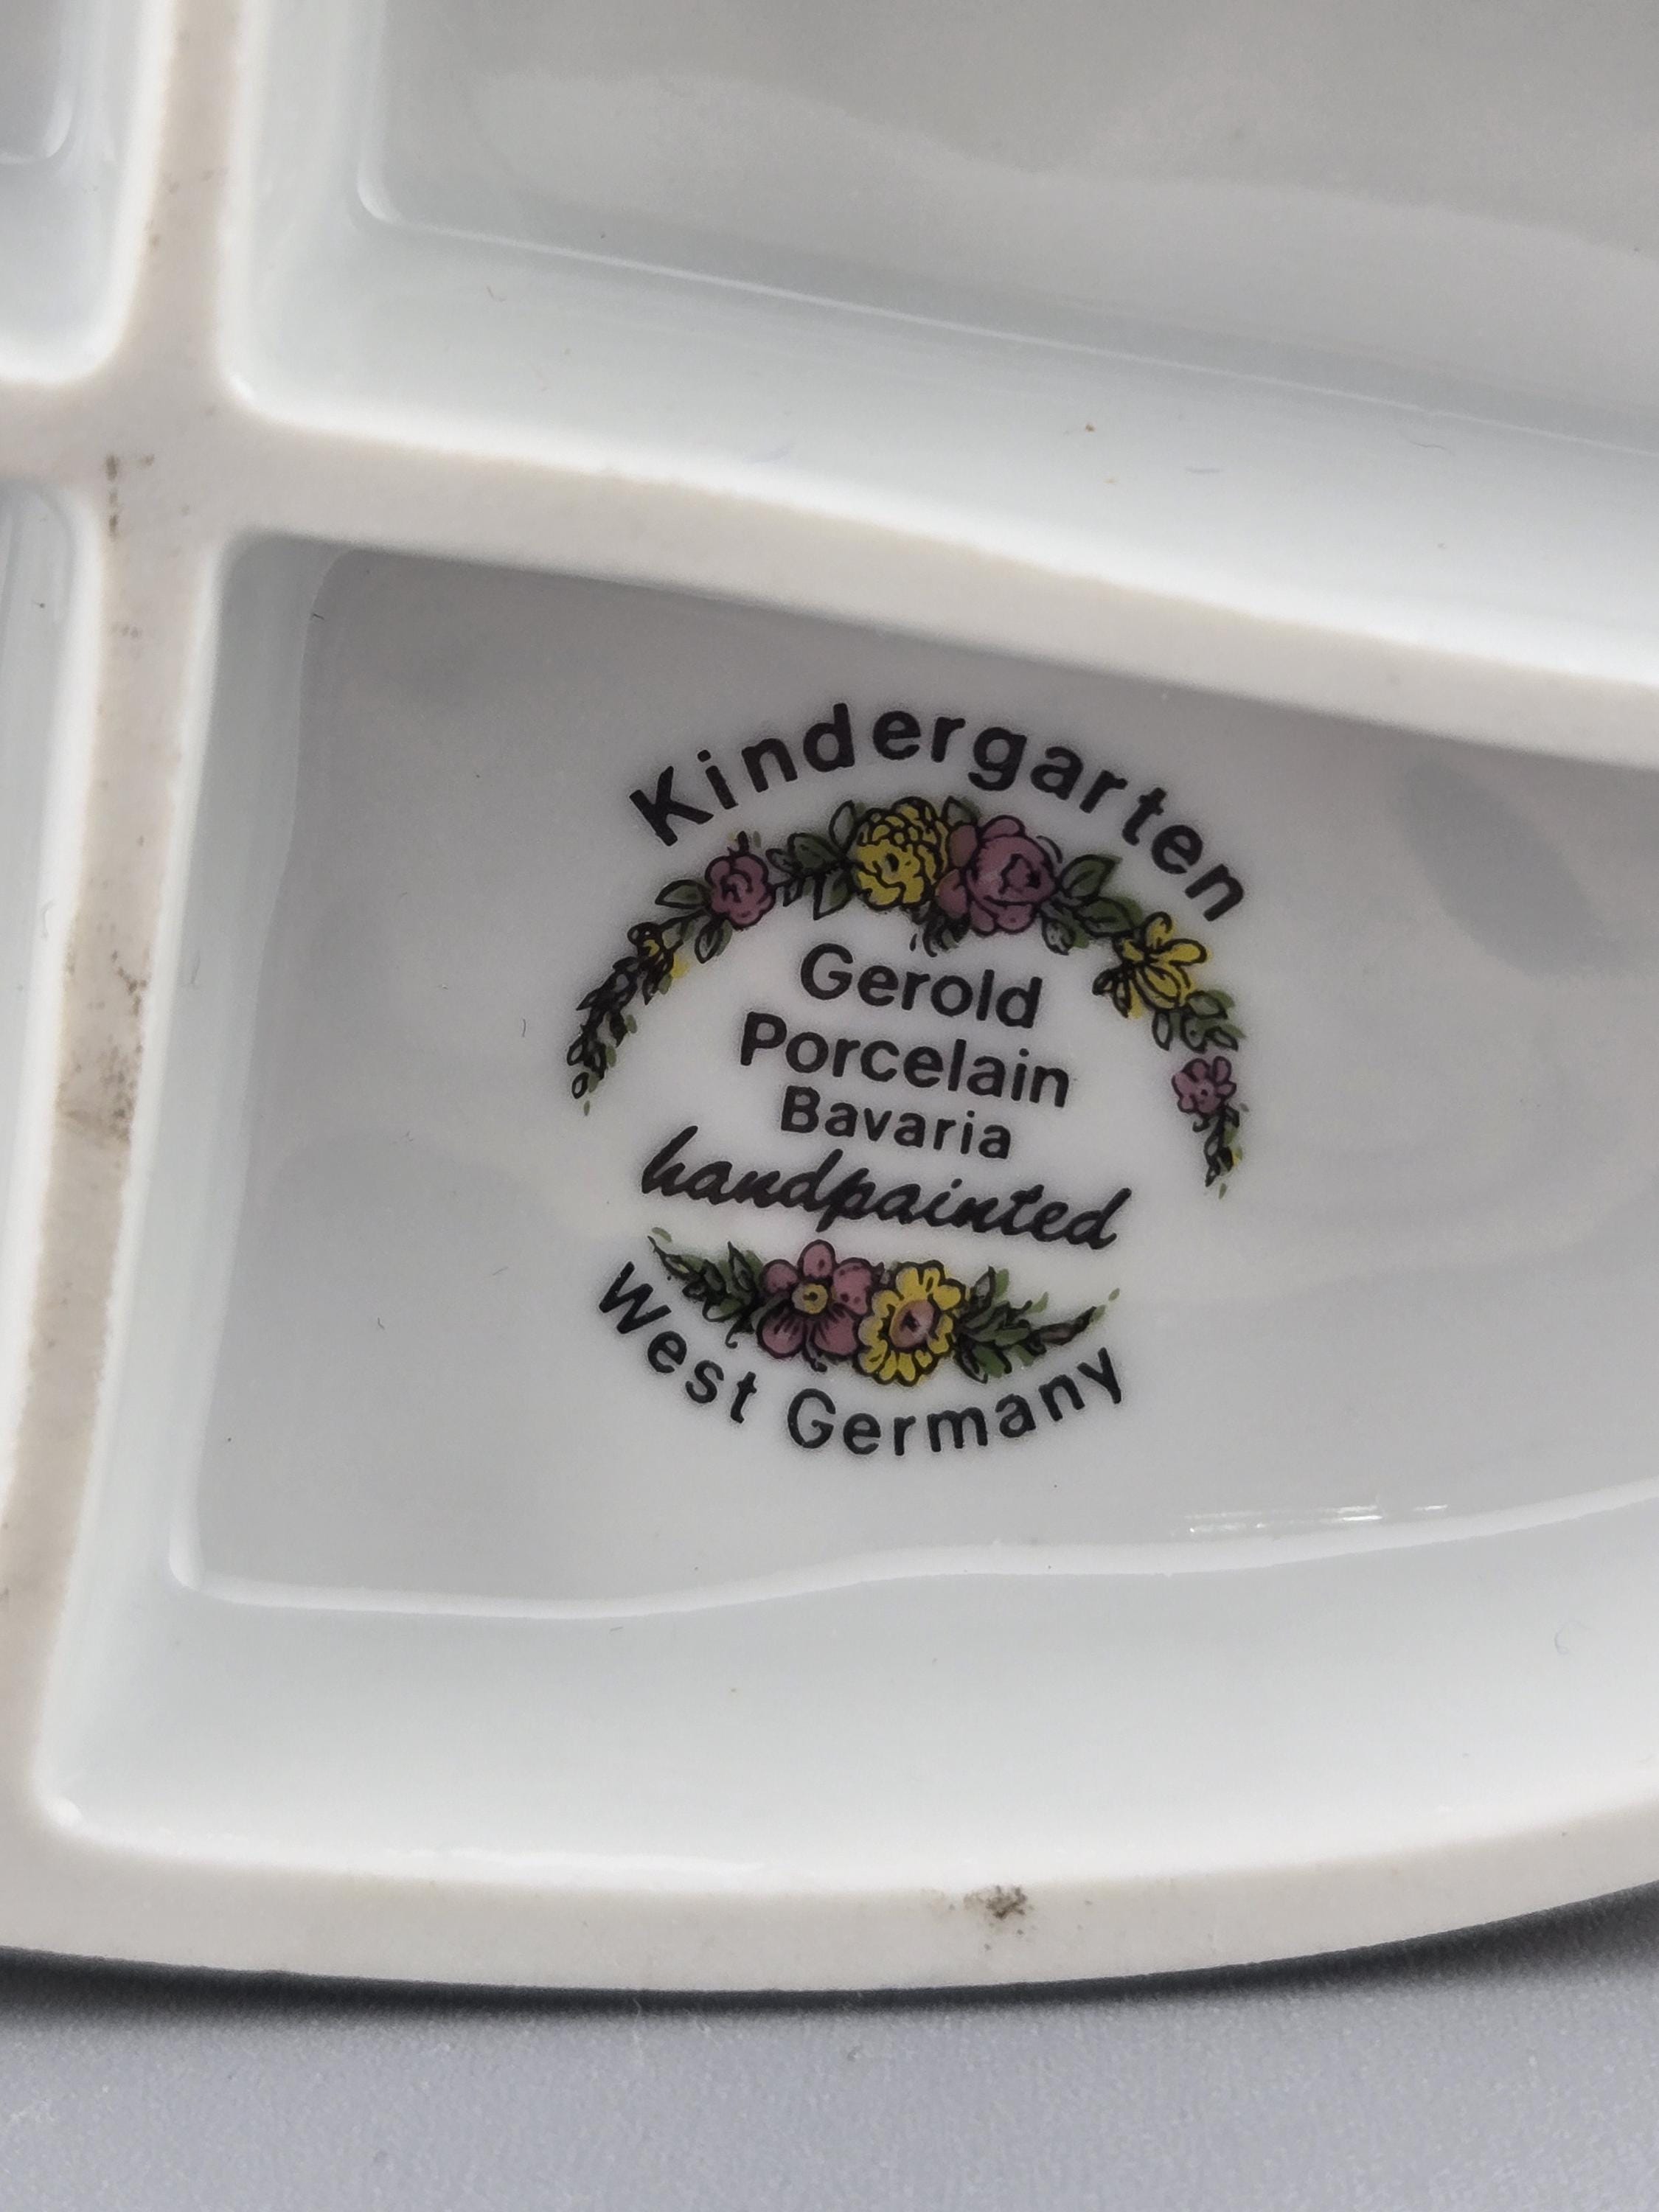 Kindergarten
Gerold
Porcelain
Bavaria
handpainted
West Germany